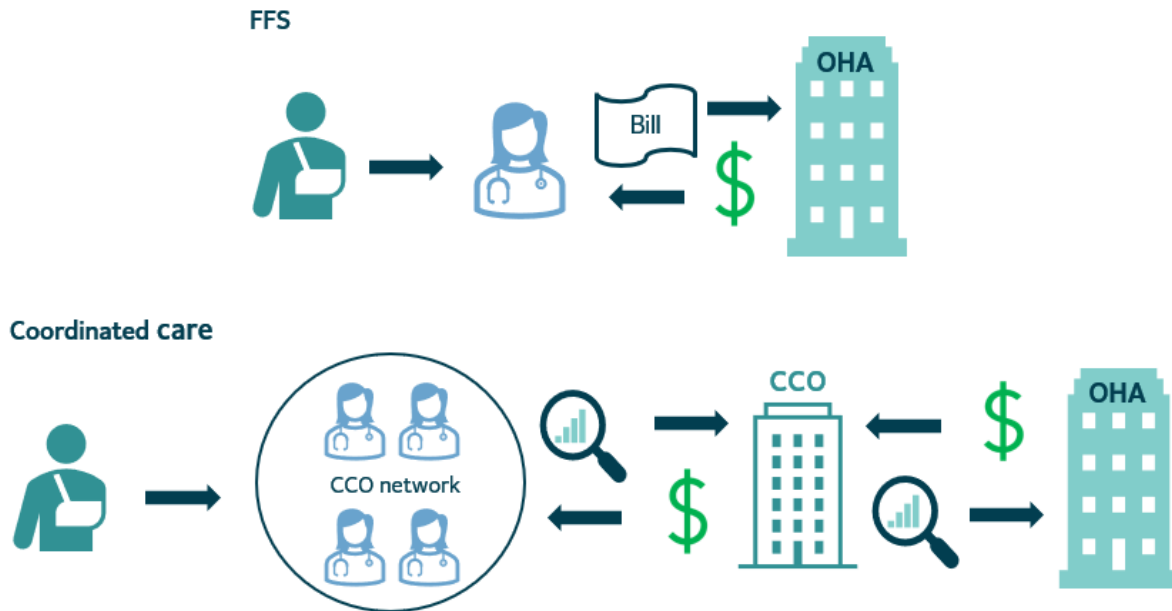 FFS
OHA
Bill
$
Coordinated care
CCO
OHA
$
CCO network
$